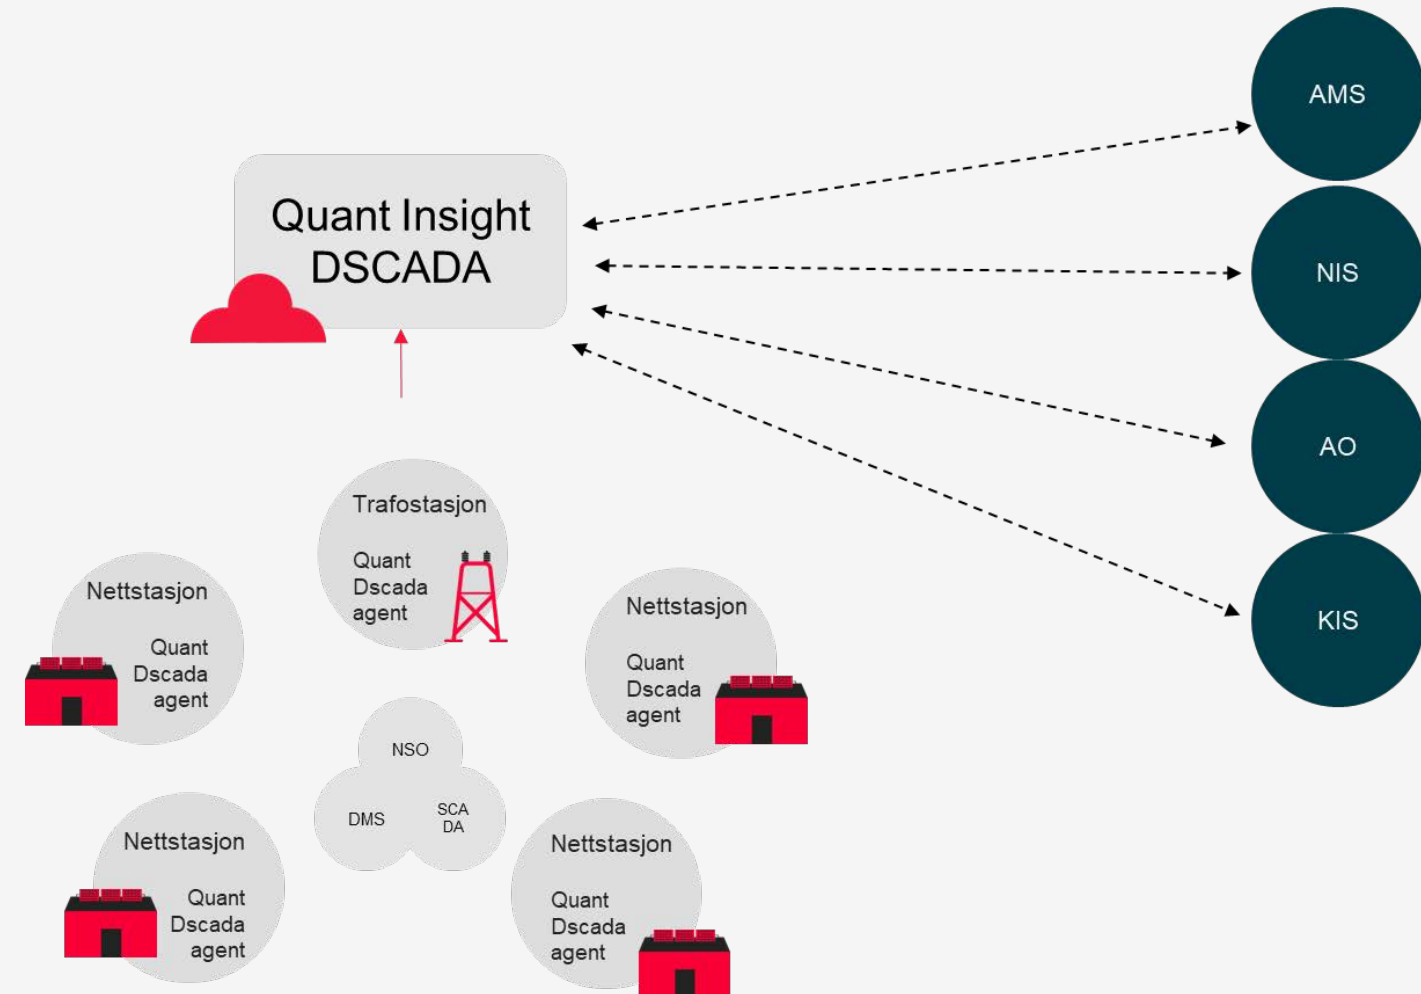 Quant Insight
DSCADA
AMS
NIS
AO
KIS
Trafostasjon
Quant
Dscada
agent
Nettstasjon
Quant
Dscada
agent
Nettstasjon
Quant
Dscada
agent
NSO
DMS
SCA
DA
Nettstasjon
Quant
Dscada
agent
Nettstasjon
Quant
Dscada
agent